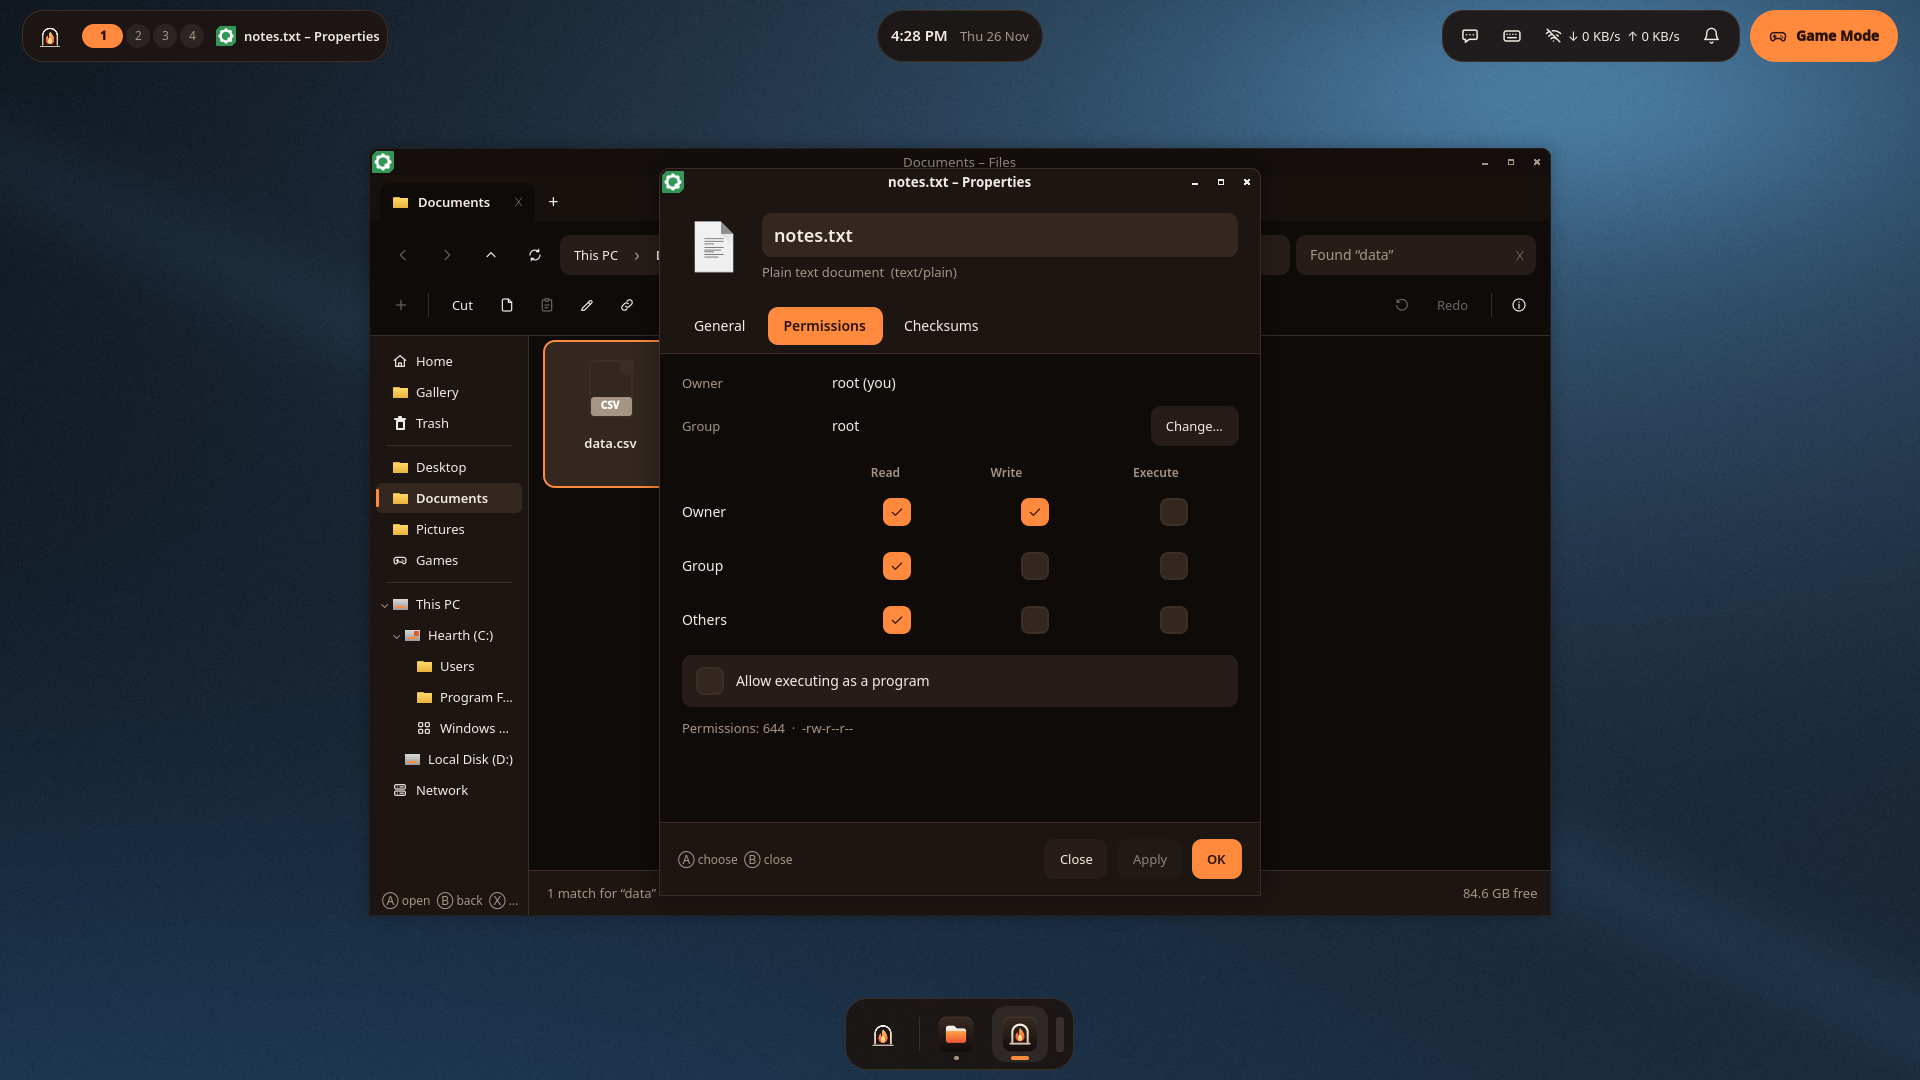 1 2 3 4 notes.txt – Properties
4:28 PM Thu 26 Nov
↓ 0 KB/s ↑ 0 KB/s
Game Mode
Documents – Files
Documents X +
This PC ›
Found “data” X
Cut
Redo
Home
Gallery
Trash
Desktop
Documents
Pictures
Games
This PC
Hearth (C:)
Users
Program F...
Windows ...
Local Disk (D:)
Network
A open B back X ...
CSV
data.csv
1 match for “data”
84.6 GB free
notes.txt – Properties
notes.txt
Plain text document (text/plain)
General Permissions Checksums
Owner root (you)
Group root Change...
Read Write Execute
Owner
Group
Others
Allow executing as a program
Permissions: 644 · -rw-r--r--
A choose B close
Close Apply OK